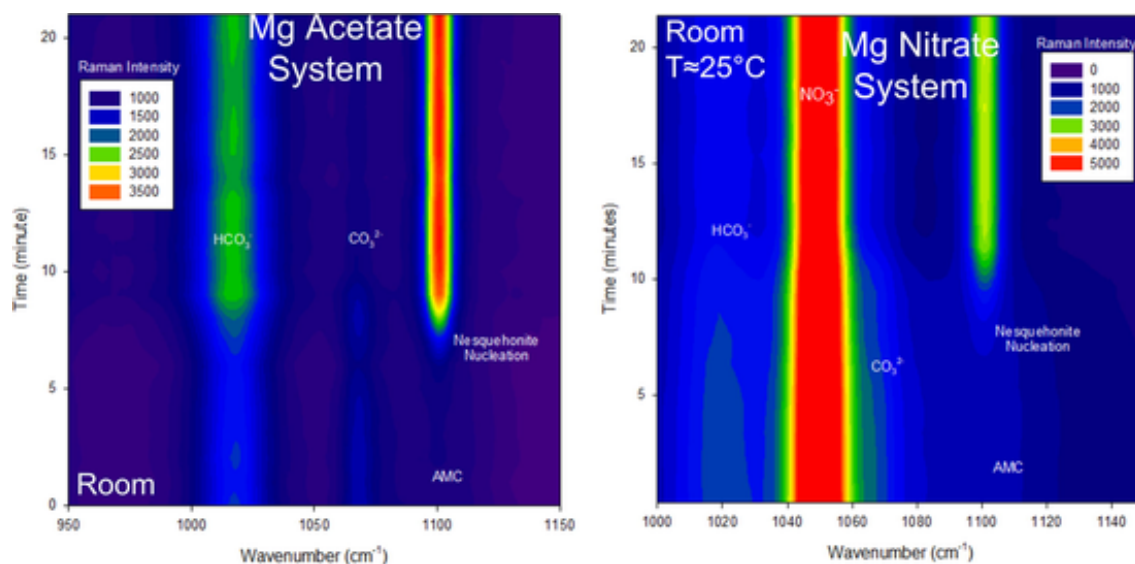 Mg Acetate
System
Raman Intensity
1000
1500
2000
2500
3000
3500
HCO₃⁻
CO₃²⁻
Nesquehonite
Nucleation
AMC
Room
Time (minute)
20
15
10
5
0
950 1000 1050 1100 1150
Wavenumber (cm⁻¹)
Room
T≈25°C
Mg Nitrate
System
Raman Intensity
0
1000
2000
3000
4000
5000
NO₃⁻
HCO₃⁻
CO₃²⁻
Nesquehonite
Nucleation
AMC
Time (minutes)
20
15
10
5
1000 1020 1040 1060 1080 1100 1120 1140
Wavenumber (cm⁻¹)